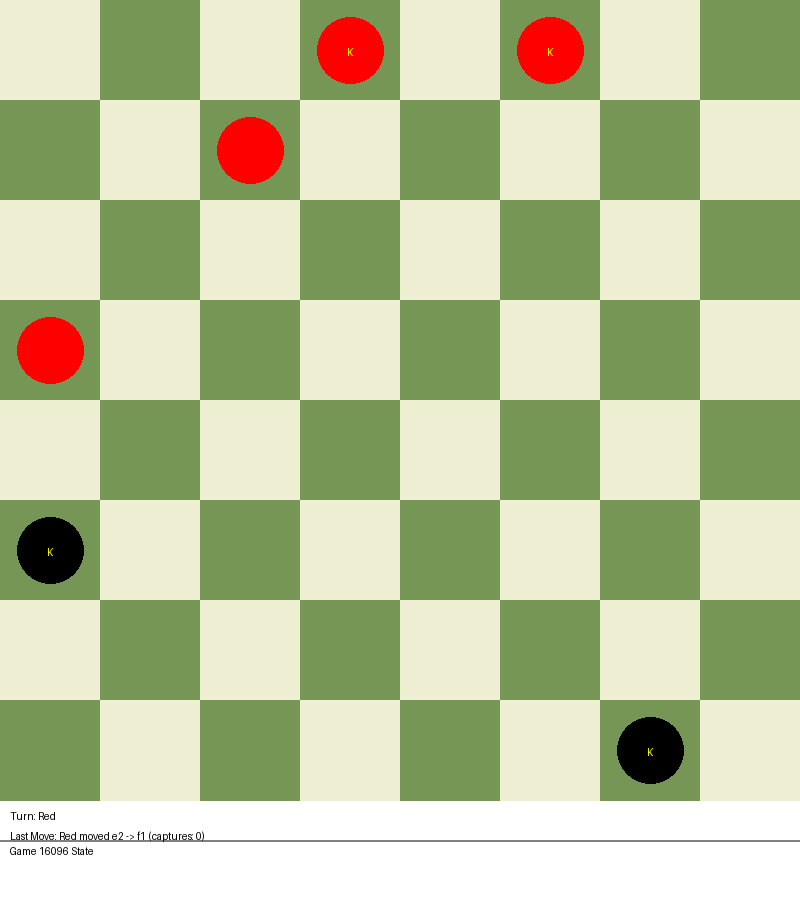 K K
K
K
Turn: Red
Last Move: Red moved e2 -> f1 (captures: 0)
Game 16096 State